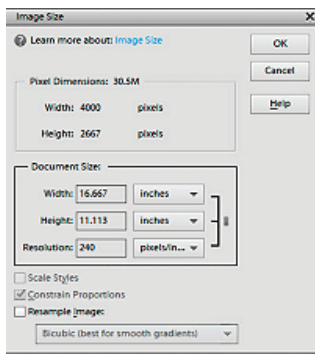 Image Size
X
Learn more about: Image Size
OK
Cancel
Help
Pixel Dimensions: 30.5M
Width: 4000 pixels
Height: 2667 pixels
Document Size:
Width: 16.667 inches
Height: 11.113 inches
Resolution: 240 pixels/in...
Scale Styles
Constrain Proportions
Resample Image:
Bicubic (best for smooth gradients)